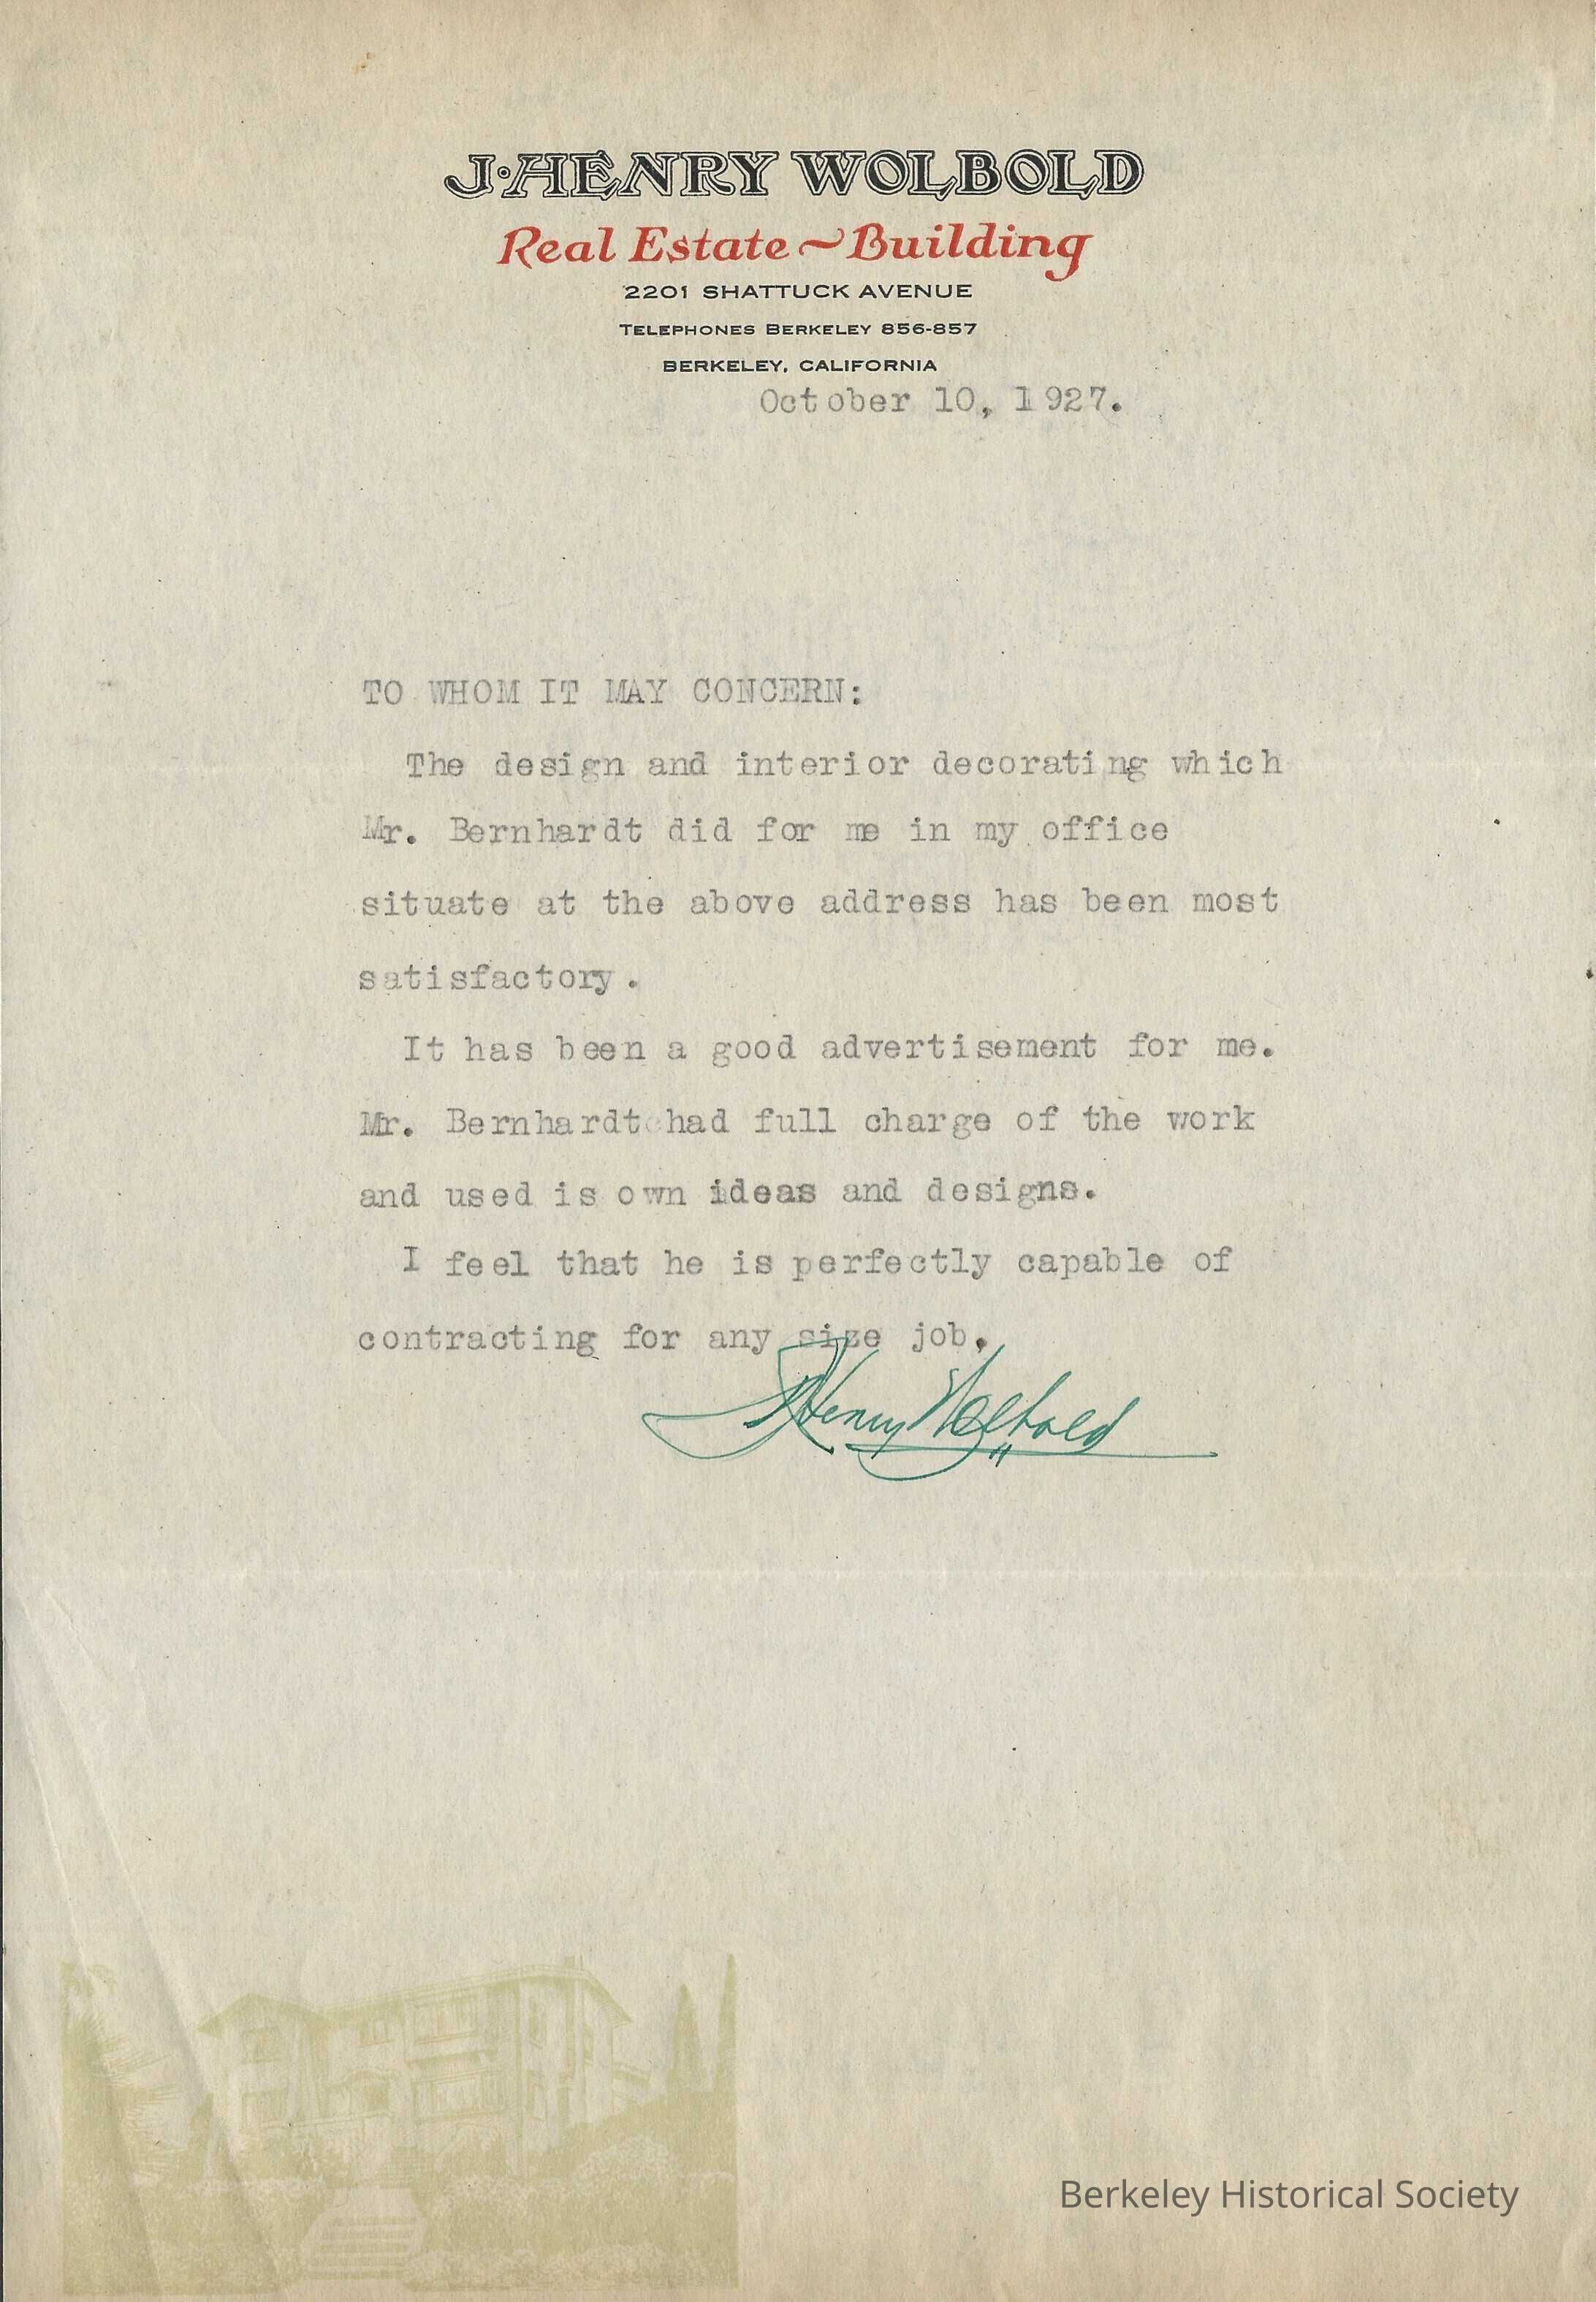 J·HENRY WOLBOLD
Real Estate ~ Building
2201 SHATTUCK AVENUE
TELEPHONES BERKELEY 856-857
BERKELEY, CALIFORNIA
October 10, 1927.
TO WHOM IT MAY CONCERN:
The design and interior decorating which
Mr. Bernhardt did for me in my office
situate at the above address has been most
satisfactory.
It has been a good advertisement for me.
Mr. Bernhardt had full charge of the work
and used is own ideas and designs.
I feel that he is perfectly capable of
contracting for any size job.
J Henry Wolbold
Berkeley Historical Society